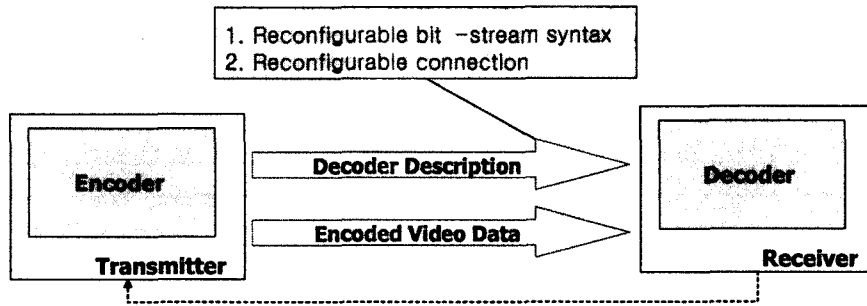 1. Reconfigurable bit -stream syntax
2. Reconfigurable connection
Encoder
Transmitter
Decoder Description
Encoded Video Data
Decoder
Receiver